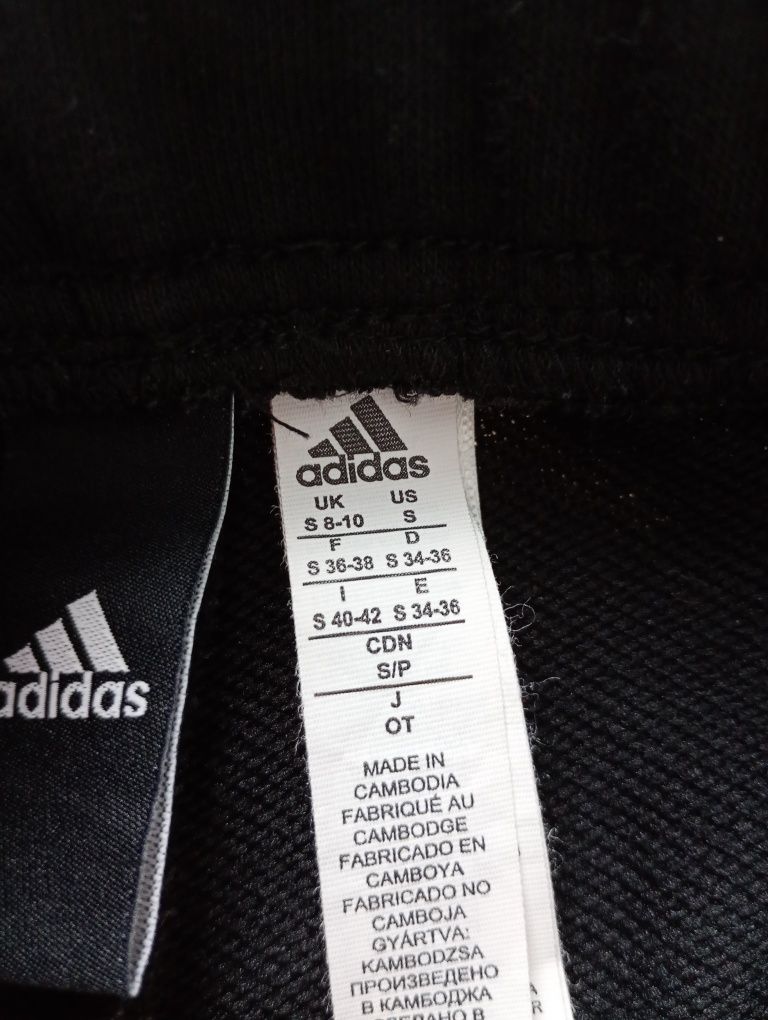 adidas
adidas
UK US
S 8-10 S
F D
S 36-38 S 34-36
I E
S 40-42 S 34-36
CDN
S/P
J
OT
MADE IN
CAMBODIA
FABRIQUÉ AU
CAMBODGE
FABRICADO EN
CAMBOYA
FABRICADO NO
CAMBOJA
GYÁRTVA:
KAMBODZSA
ПРОИЗВЕДЕНО
В КАМБОДЖА